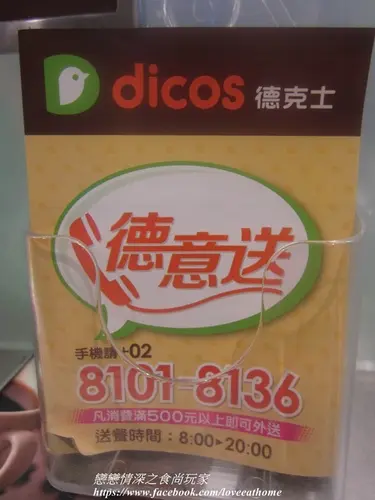 dicos 德克士
德意送
手機請+02
8101-8136
凡消費滿500元以上即可外送
送餐時間：8:00▶20:00
戀戀情深之食尚玩家
https://www.facebook.com/loveeathome